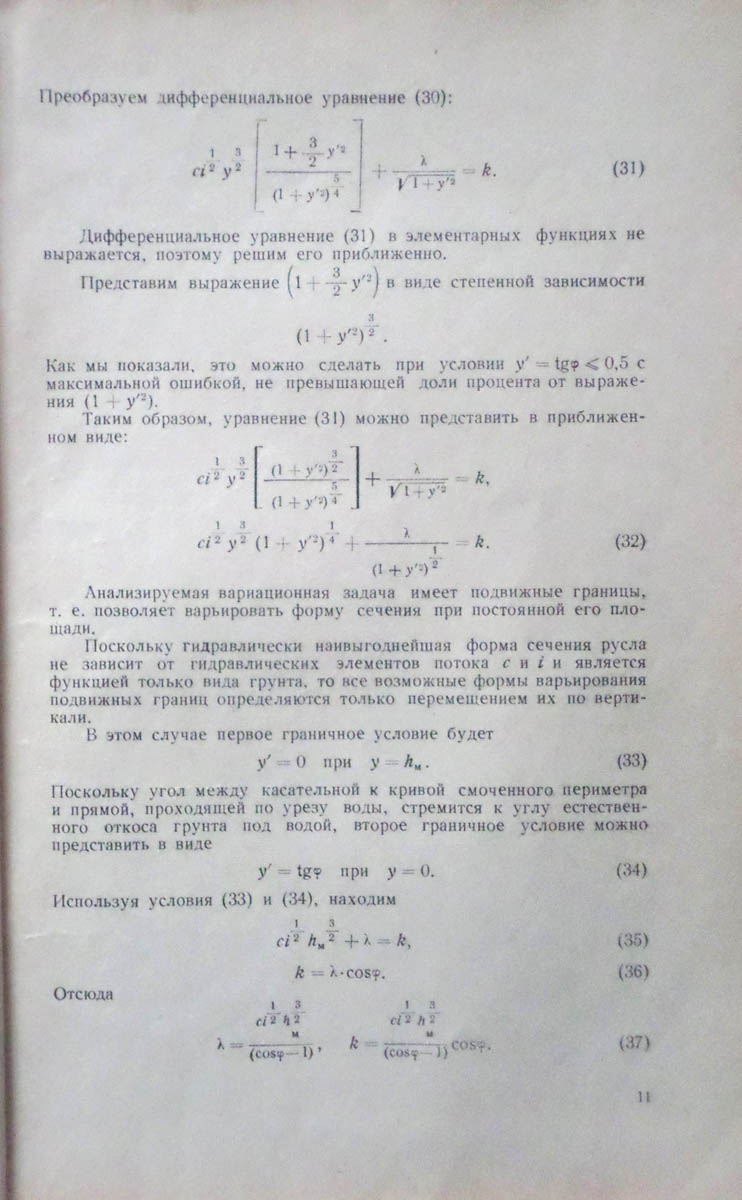 Преобразуем дифференциальное уравнение (30):
ci^{1/2} y^{3/2} [ (1 + 3/2 y'²) / (1 + y'²)^{5/4} ] + λ / √(1 + y'²) = k. (31)
Дифференциальное уравнение (31) в элементарных функциях не
выражается, поэтому решим его приближенно.
Представим выражение (1 + 3/2 y'²) в виде степенной зависимости
(1 + y'²)^{3/2}.
Как мы показали, это можно сделать при условии y' = tgφ ⩽ 0,5 с
максимальной ошибкой, не превышающей доли процента от выраже-
ния (1 + y'²).
Таким образом, уравнение (31) можно представить в приближен-
ном виде:
ci^{1/2} y^{3/2} [ (1 + y'²)^{3/2} / (1 + y'²)^{5/4} ] + λ / √(1 + y'²) = k,
ci^{1/2} y^{3/2} (1 + y'²)^{1/4} + λ / (1 + y'²)^{1/2} = k. (32)
Анализируемая вариационная задача имеет подвижные границы,
т. е. позволяет варьировать форму сечения при постоянной его пло-
щади.
Поскольку гидравлически наивыгоднейшая форма сечения русла
не зависит от гидравлических элементов потока c и i и является
функцией только вида грунта, то все возможные формы варьирования
подвижных границ определяются только перемещением их по верти-
кали.
В этом случае первое граничное условие будет
y' = 0 при y = h_м. (33)
Поскольку угол между касательной к кривой смоченного периметра
и прямой, проходящей по урезу воды, стремится к углу естествен-
ного откоса грунта под водой, второе граничное условие можно
представить в виде
y' = tgφ при y = 0. (34)
Используя условия (33) и (34), находим
ci^{1/2} h_м^{3/2} + λ = k, (35)
k = λ·cosφ. (36)
Отсюда
λ = ci^{1/2} h_м^{3/2} / (cosφ — 1), k = ci^{1/2} h_м^{3/2} / (cosφ — 1) cosφ. (37)
11